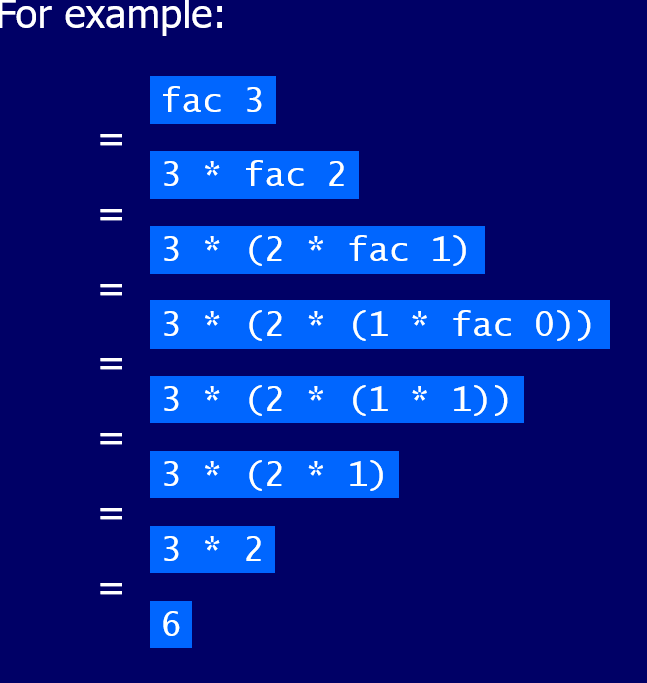 For example:
fac 3
=
3 * fac 2
=
3 * (2 * fac 1)
=
3 * (2 * (1 * fac 0))
=
3 * (2 * (1 * 1))
=
3 * (2 * 1)
=
3 * 2
=
6